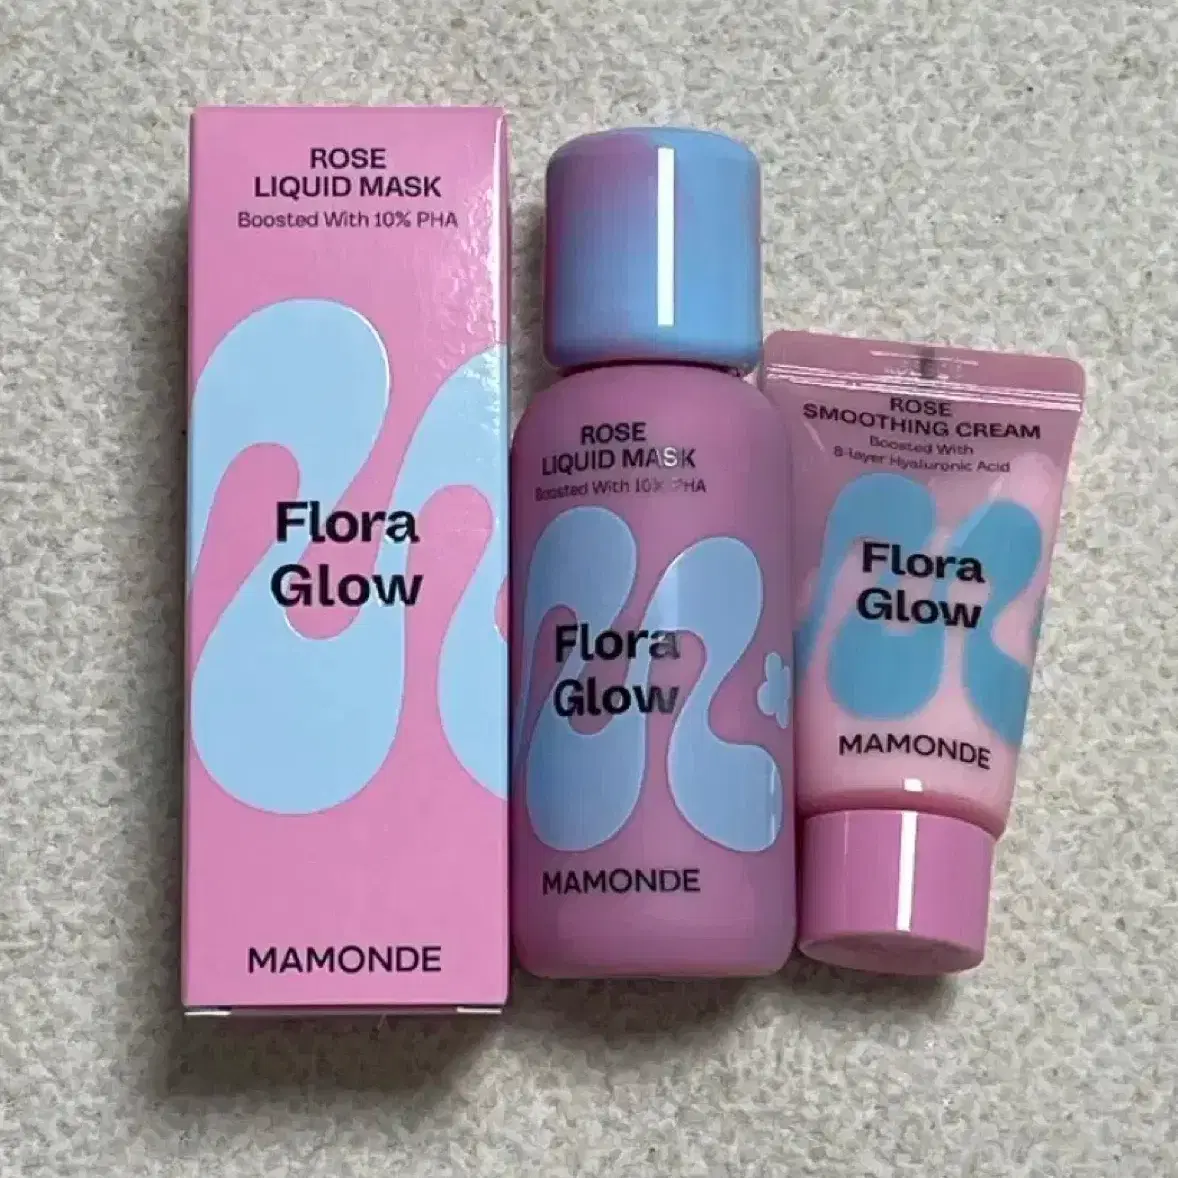 ROSE
LIQUID MASK
Boosted With 10% PHA
Flora
Glow
MAMONDE
ROSE
LIQUID MASK
Boosted With 10% PHA
Flora
Glow
MAMONDE
ROSE
SMOOTHING CREAM
Boosted With
8-layer Hyaluronic Acid
Flora
Glow
MAMONDE